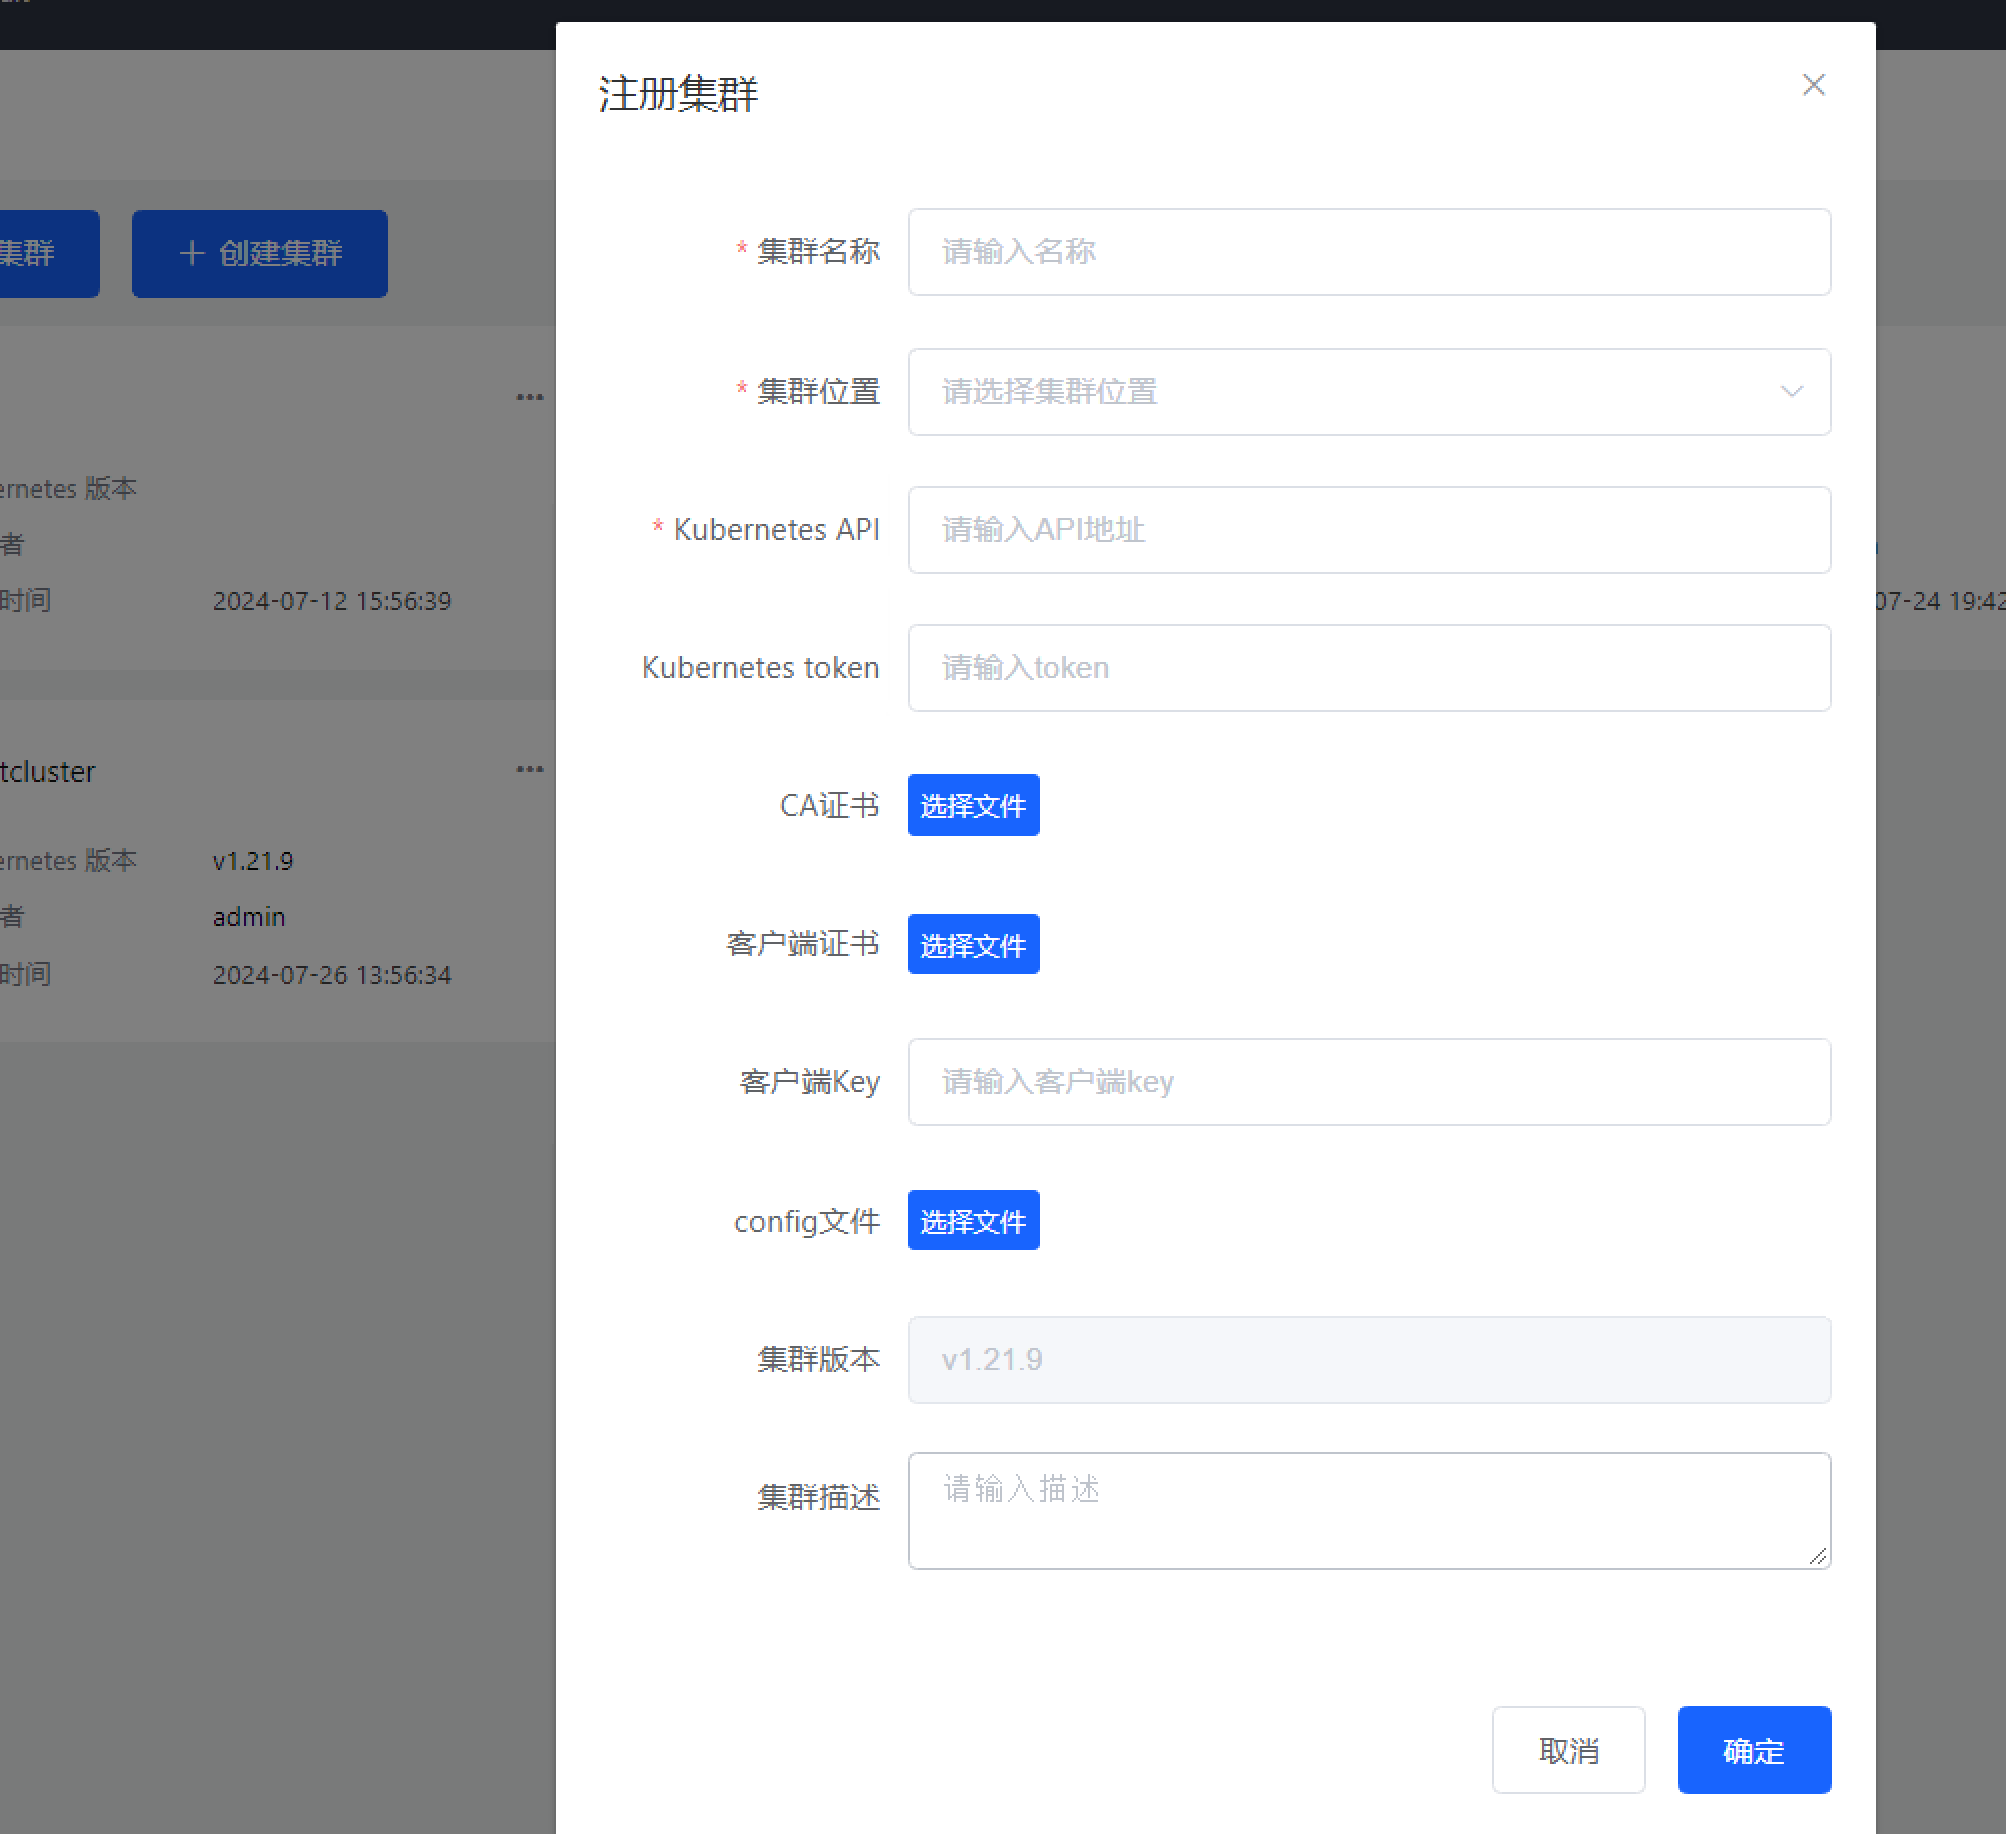 注册集群
* 集群名称 请输入名称
* 集群位置 请选择集群位置
* Kubernetes API 请输入API地址
Kubernetes token 请输入token
CA证书 选择文件
客户端证书 选择文件
客户端Key 请输入客户端key
config文件 选择文件
集群版本 v1.21.9
集群描述 请输入描述
取消 确定
集群 + 创建集群
ernetes 版本
者
时间 2024-07-12 15:56:39
07-24 19:42
tcluster
ernetes 版本 v1.21.9
者 admin
时间 2024-07-26 13:56:34